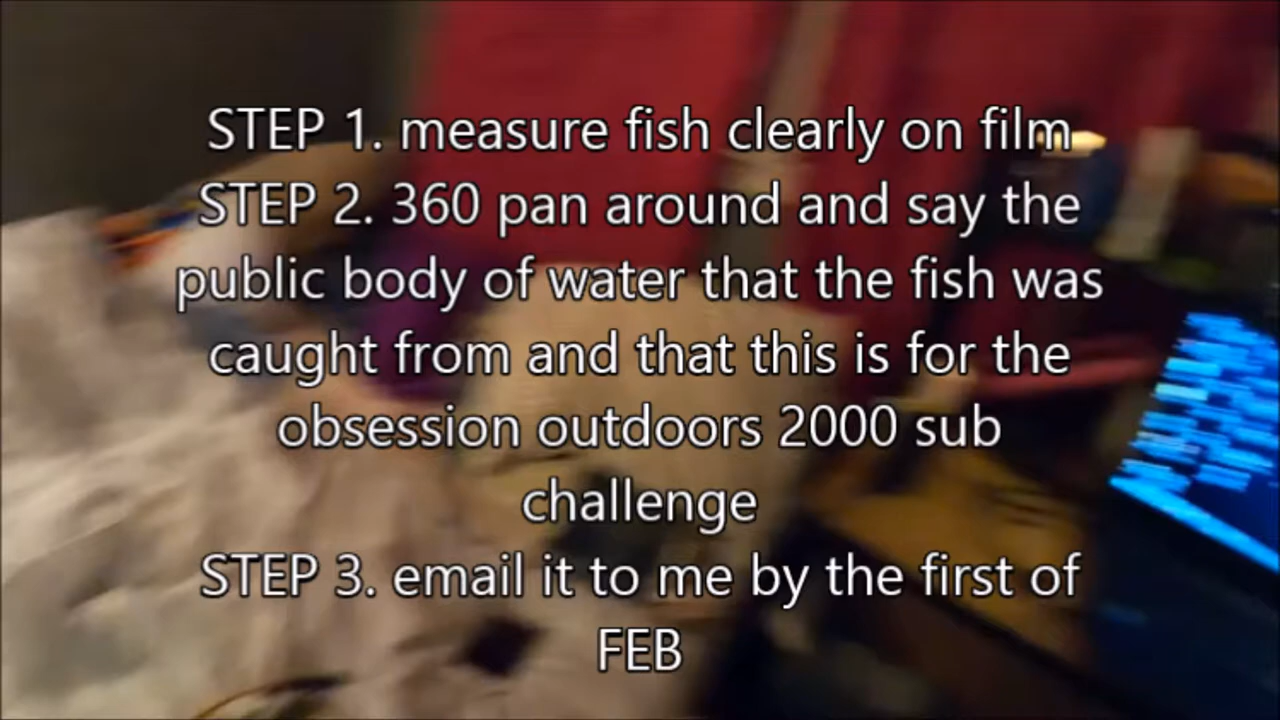 STEP 1. measure fish clearly on film
STEP 2. 360 pan around and say the
public body of water that the fish was
caught from and that this is for the
obsession outdoors 2000 sub
challenge
STEP 3. email it to me by the first of
FEB